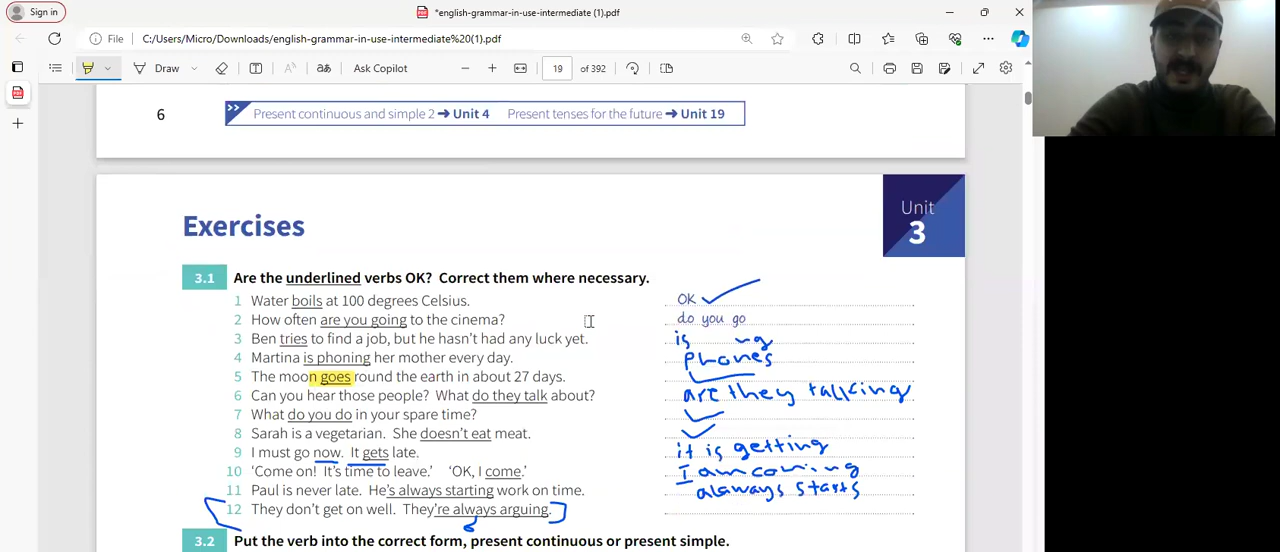 Sign in
*english-grammar-in-use-intermediate (1).pdf
File C:/Users/Micro/Downloads/english-grammar-in-use-intermediate%20(1).pdf
Draw
Ask Copilot
19 of 392
6
>> Present continuous and simple 2 → Unit 4 Present tenses for the future → Unit 19
Exercises
Unit
3
3.1 Are the underlined verbs OK? Correct them where necessary.
1 Water boils at 100 degrees Celsius. OK
2 How often are you going to the cinema? do you go
3 Ben tries to find a job, but he hasn't had any luck yet. is ng
4 Martina is phoning her mother every day. phones
5 The moon goes round the earth in about 27 days.
6 Can you hear those people? What do they talk about? are they talking
7 What do you do in your spare time?
8 Sarah is a vegetarian. She doesn't eat meat.
9 I must go now. It gets late. it is getting
10 'Come on! It's time to leave.' 'OK, I come.' I am coming
11 Paul is never late. He's always starting work on time. alaways starts
12 They don't get on well. They're always arguing.
3.2 Put the verb into the correct form, present continuous or present simple.